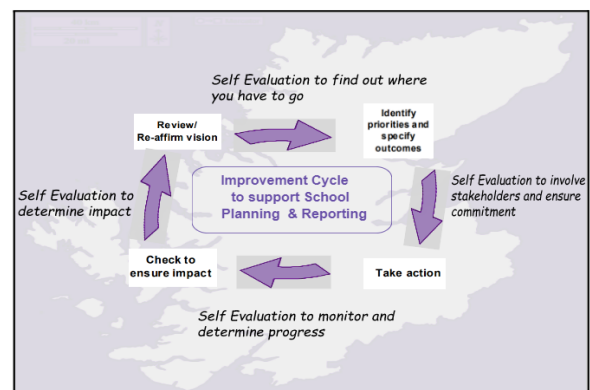 Self Evaluation to find out where
you have to go
Review/
Re-affirm vision
Identify
priorities and
specify
outcomes
Improvement Cycle
to support School
Planning & Reporting
Self Evaluation to
determine impact
Self Evaluation to involve
stakeholders and ensure
commitment
Check to
ensure impact
Take action
Self Evaluation to monitor and
determine progress